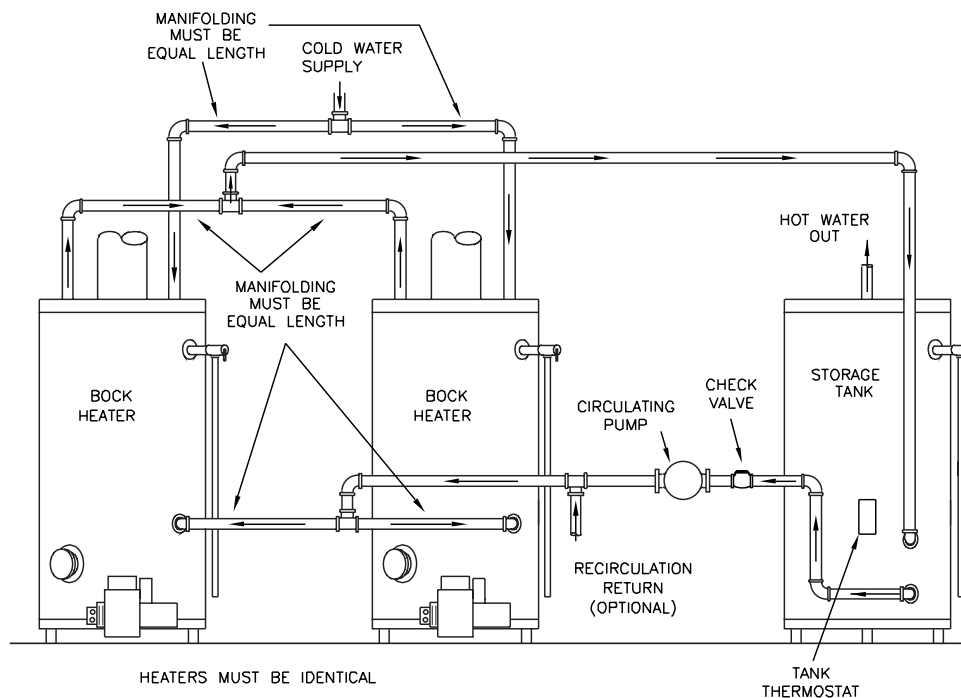 MANIFOLDING
MUST BE
EQUAL LENGTH
COLD WATER
SUPPLY
HOT WATER
OUT
MANIFOLDING
MUST BE
EQUAL LENGTH
BOCK
HEATER
BOCK
HEATER
CIRCULATING
PUMP
CHECK
VALVE
STORAGE
TANK
RECIRCULATION
RETURN
(OPTIONAL)
HEATERS MUST BE IDENTICAL
TANK
THERMOSTAT